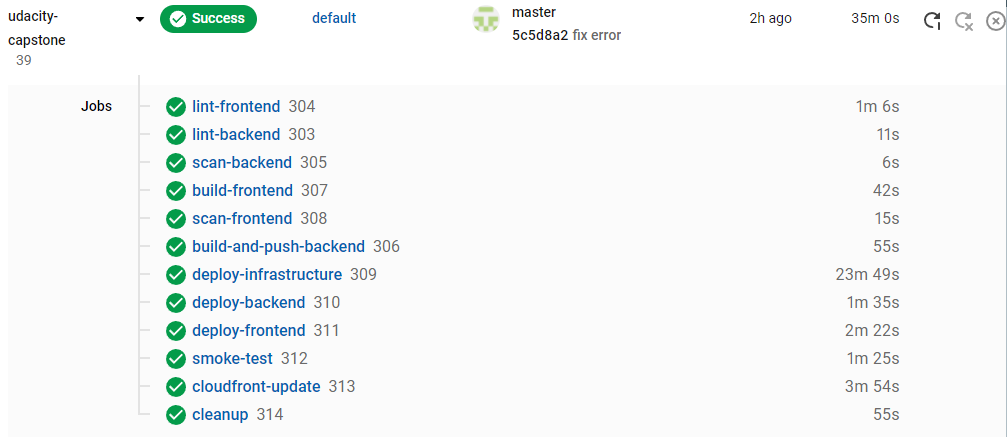 udacity-capstone
39
Success
default
master
5c5d8a2 fix error
2h ago
35m 0s
Jobs
lint-frontend 304 1m 6s
lint-backend 303 11s
scan-backend 305 6s
build-frontend 307 42s
scan-frontend 308 15s
build-and-push-backend 306 55s
deploy-infrastructure 309 23m 49s
deploy-backend 310 1m 35s
deploy-frontend 311 2m 22s
smoke-test 312 1m 25s
cloudfront-update 313 3m 54s
cleanup 314 55s